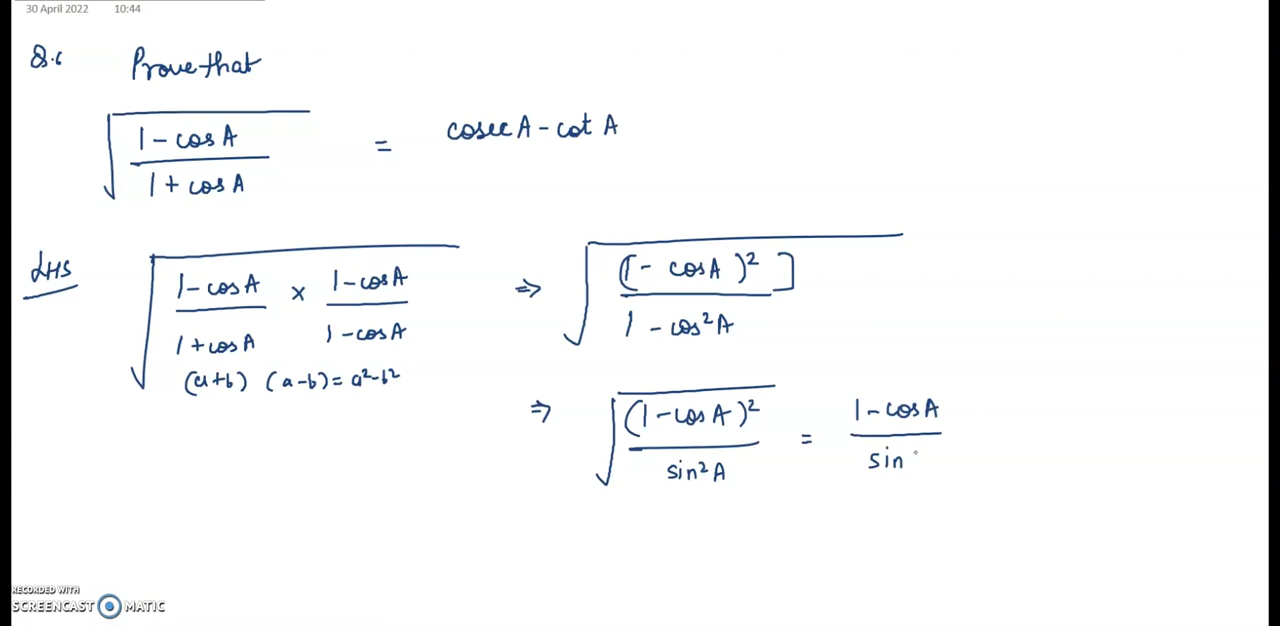 30 April 2022 10:44
Q.6 Prove that
√((1 - cos A)/(1 + cos A)) = cosec A - cot A
LHS √((1 - cos A)/(1 + cos A) × (1 - cos A)/(1 - cos A)) ⇒ √((1 - cos A)²]/(1 - cos² A))
(a+b) (a-b) = a²-b²
⇒ √((1 - cos A)²/(sin² A)) = (1 - cos A)/(sin
RECORDED WITH
SCREENCAST MATIC